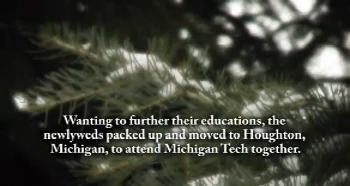 Wanting to further their educations, the
newlyweds packed up and moved to Houghton,
Michigan, to attend Michigan Tech together.